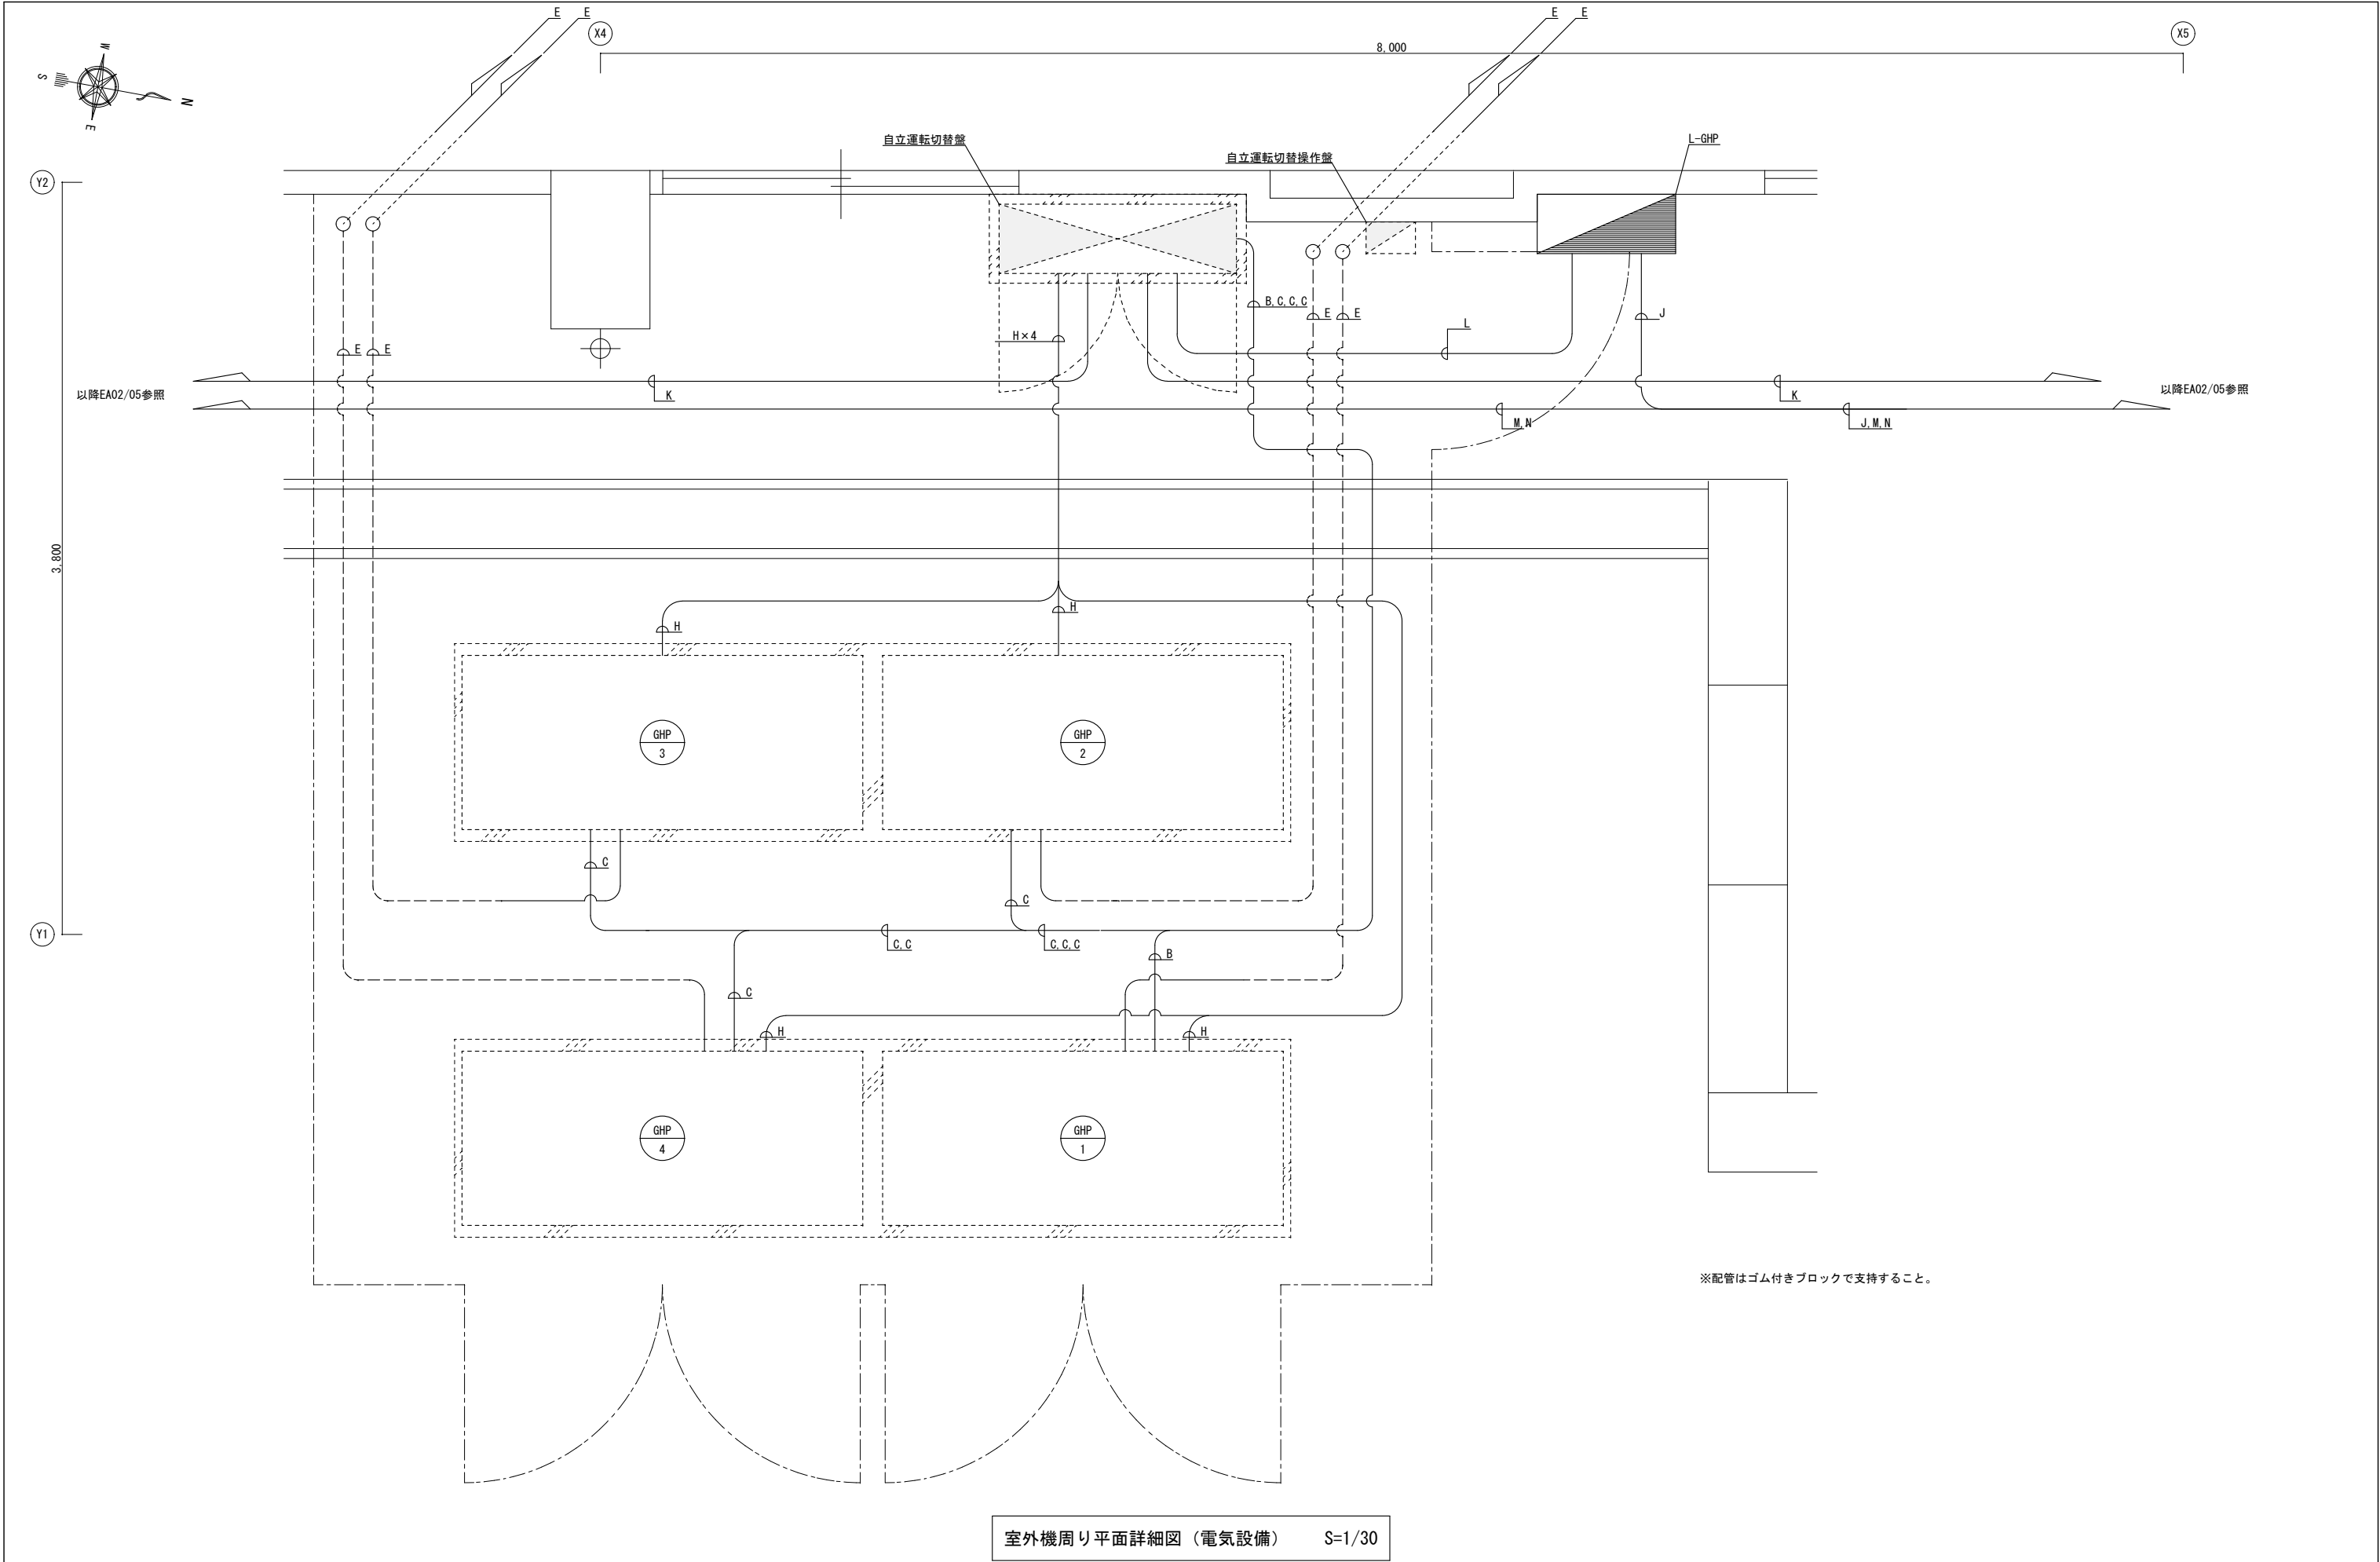 E
E
E
E
X4
8,000
X5
W
S
N
E
自立運転切替盤
自立運転切替操作盤
L-GHP
Y2
B,C,C,C
E
E
J
L
H×4
E
E
以降EA02/05参照
K
K
以降EA02/05参照
M,N
J,M,N
3,800
H
H
GHP
3
GHP
2
C
C
Y1
C,C
C,C,C
B
C
H
H
GHP
4
GHP
1
※配管はゴム付きブロックで支持すること。
室外機周り平面詳細図（電気設備） S=1/30